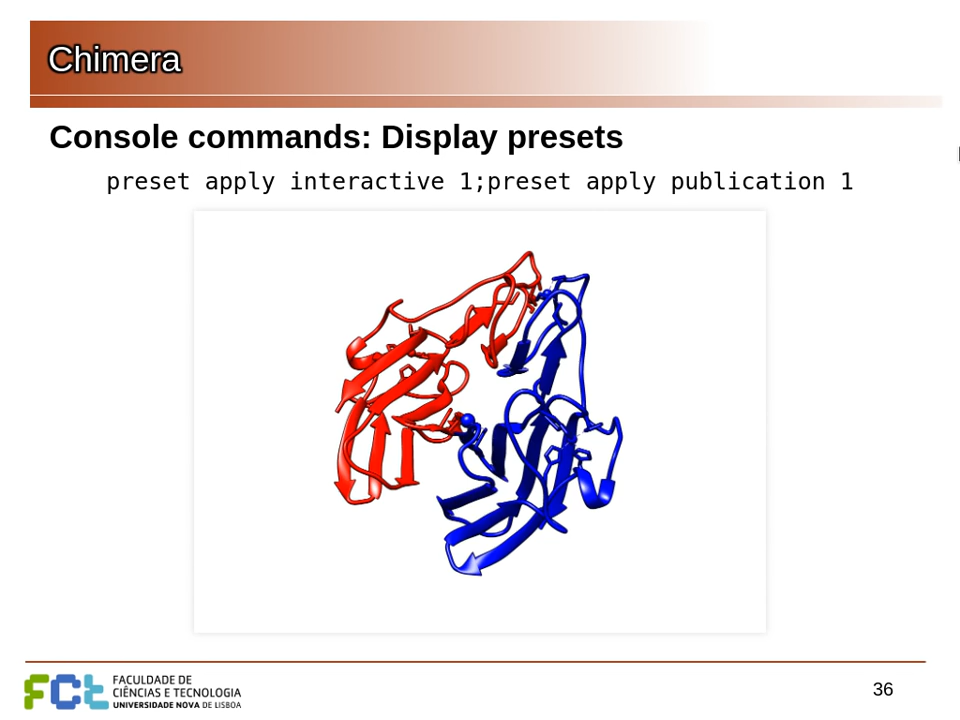 Chimera
Console commands: Display presets
preset apply interactive 1;preset apply publication 1
FCt
FACULDADE DE
CIÊNCIAS E TECNOLOGIA
UNIVERSIDADE NOVA DE LISBOA
36